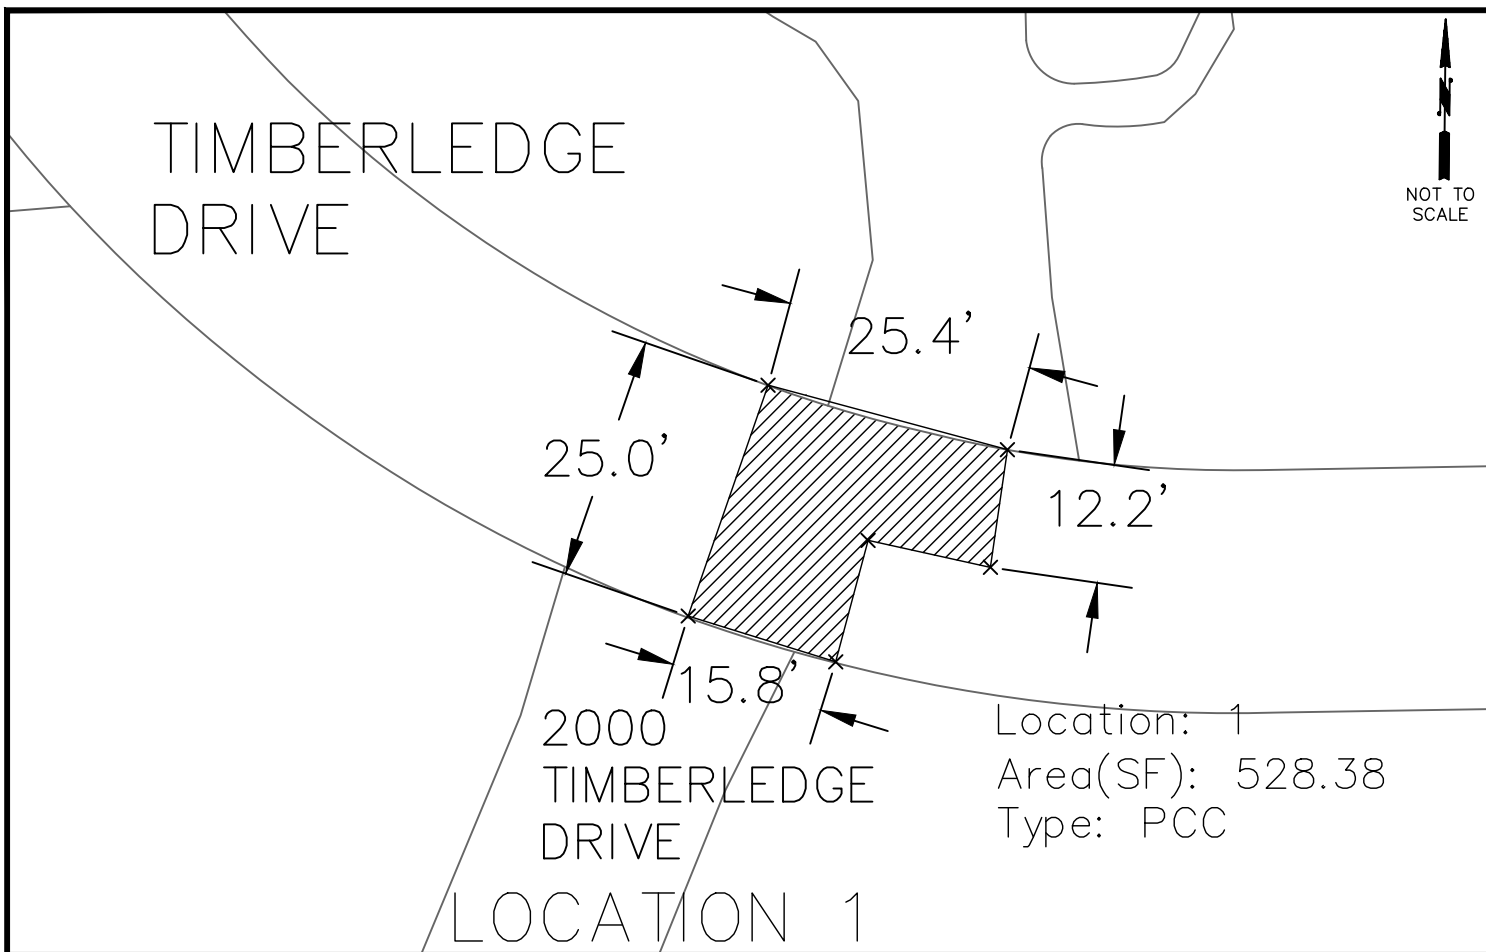 TIMBERLEDGE
DRIVE
N
NOT TO
SCALE
25.4'
25.0'
12.2'
15.8'
2000
TIMBERLEDGE
DRIVE
Location: 1
Area(SF): 528.38
Type: PCC
LOCATION 1